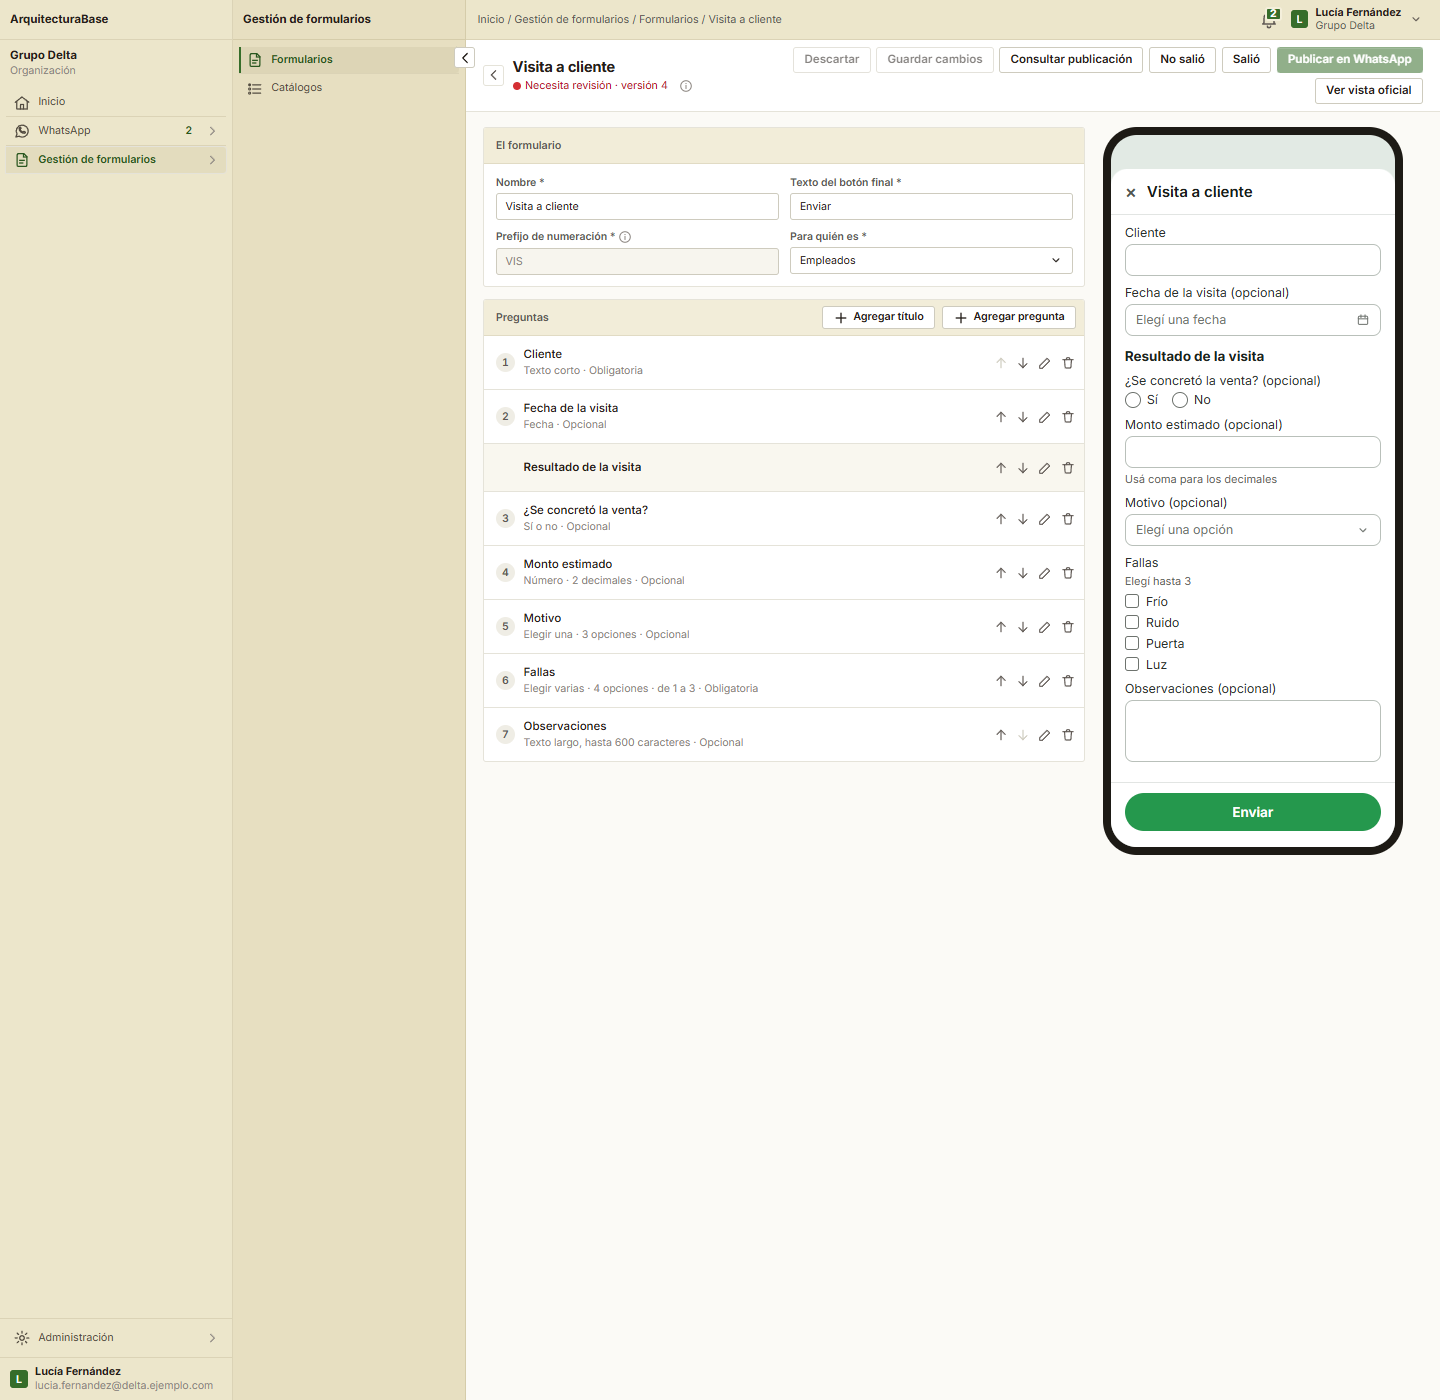 ArquitecturaBase
Grupo Delta
Organización
Inicio
WhatsApp 2
Gestión de formularios
Administración
L Lucía Fernández
lucia.fernandez@delta.ejemplo.com
Gestión de formularios
Formularios
Catálogos
Inicio / Gestión de formularios / Formularios / Visita a cliente
2
L Lucía Fernández
Grupo Delta
Visita a cliente
Necesita revisión · versión 4
Descartar Guardar cambios Consultar publicación No salió Salió Publicar en WhatsApp
Ver vista oficial
El formulario
Nombre * Texto del botón final *
Visita a cliente Enviar
Prefijo de numeración * Para quién es *
VIS Empleados
Preguntas Agregar título Agregar pregunta
1 Cliente
Texto corto · Obligatoria
2 Fecha de la visita
Fecha · Opcional
Resultado de la visita
3 ¿Se concretó la venta?
Sí o no · Opcional
4 Monto estimado
Número · 2 decimales · Opcional
5 Motivo
Elegir una · 3 opciones · Opcional
6 Fallas
Elegir varias · 4 opciones · de 1 a 3 · Obligatoria
7 Observaciones
Texto largo, hasta 600 caracteres · Opcional
Visita a cliente
Cliente
Fecha de la visita (opcional)
Elegí una fecha
Resultado de la visita
¿Se concretó la venta? (opcional)
Sí No
Monto estimado (opcional)
Usá coma para los decimales
Motivo (opcional)
Elegí una opción
Fallas
Elegí hasta 3
Frío
Ruido
Puerta
Luz
Observaciones (opcional)
Enviar